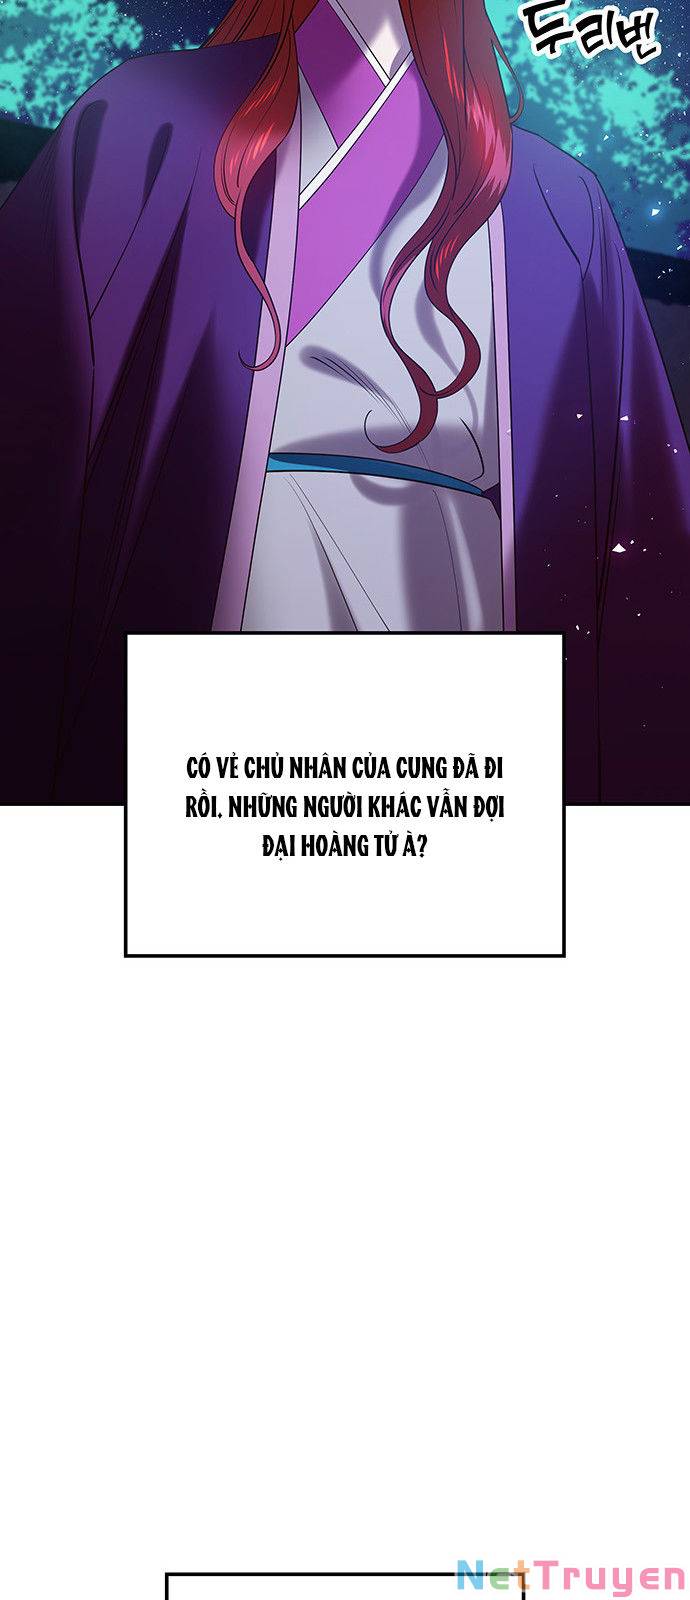 두리번
CÓ VẺ CHỦ NHÂN CỦA CUNG ĐÃ ĐI
RỒI. NHỮNG NGƯỜI KHÁC VẪN ĐỢI
ĐẠI HOÀNG TỬ À?
NetTruyen